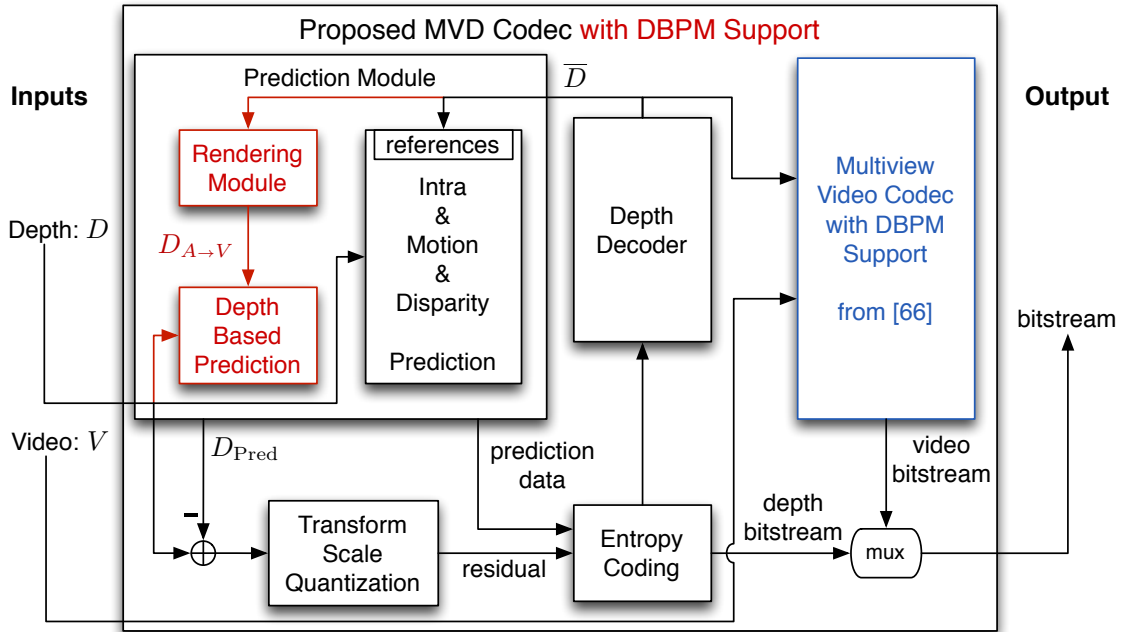 Proposed MVD Codec with DBPM Support
Inputs
Output
Prediction Module
D̅
Rendering
Module
references
Intra
&
Motion
&
Disparity
Prediction
Depth
Decoder
Multiview
Video Codec
with DBPM
Support
from [66]
Depth: D
D_{A→V}
Depth
Based
Prediction
bitstream
Video: V
D_{Pred}
prediction
data
video
bitstream
depth
bitstream
Transform
Scale
Quantization
residual
Entropy
Coding
mux